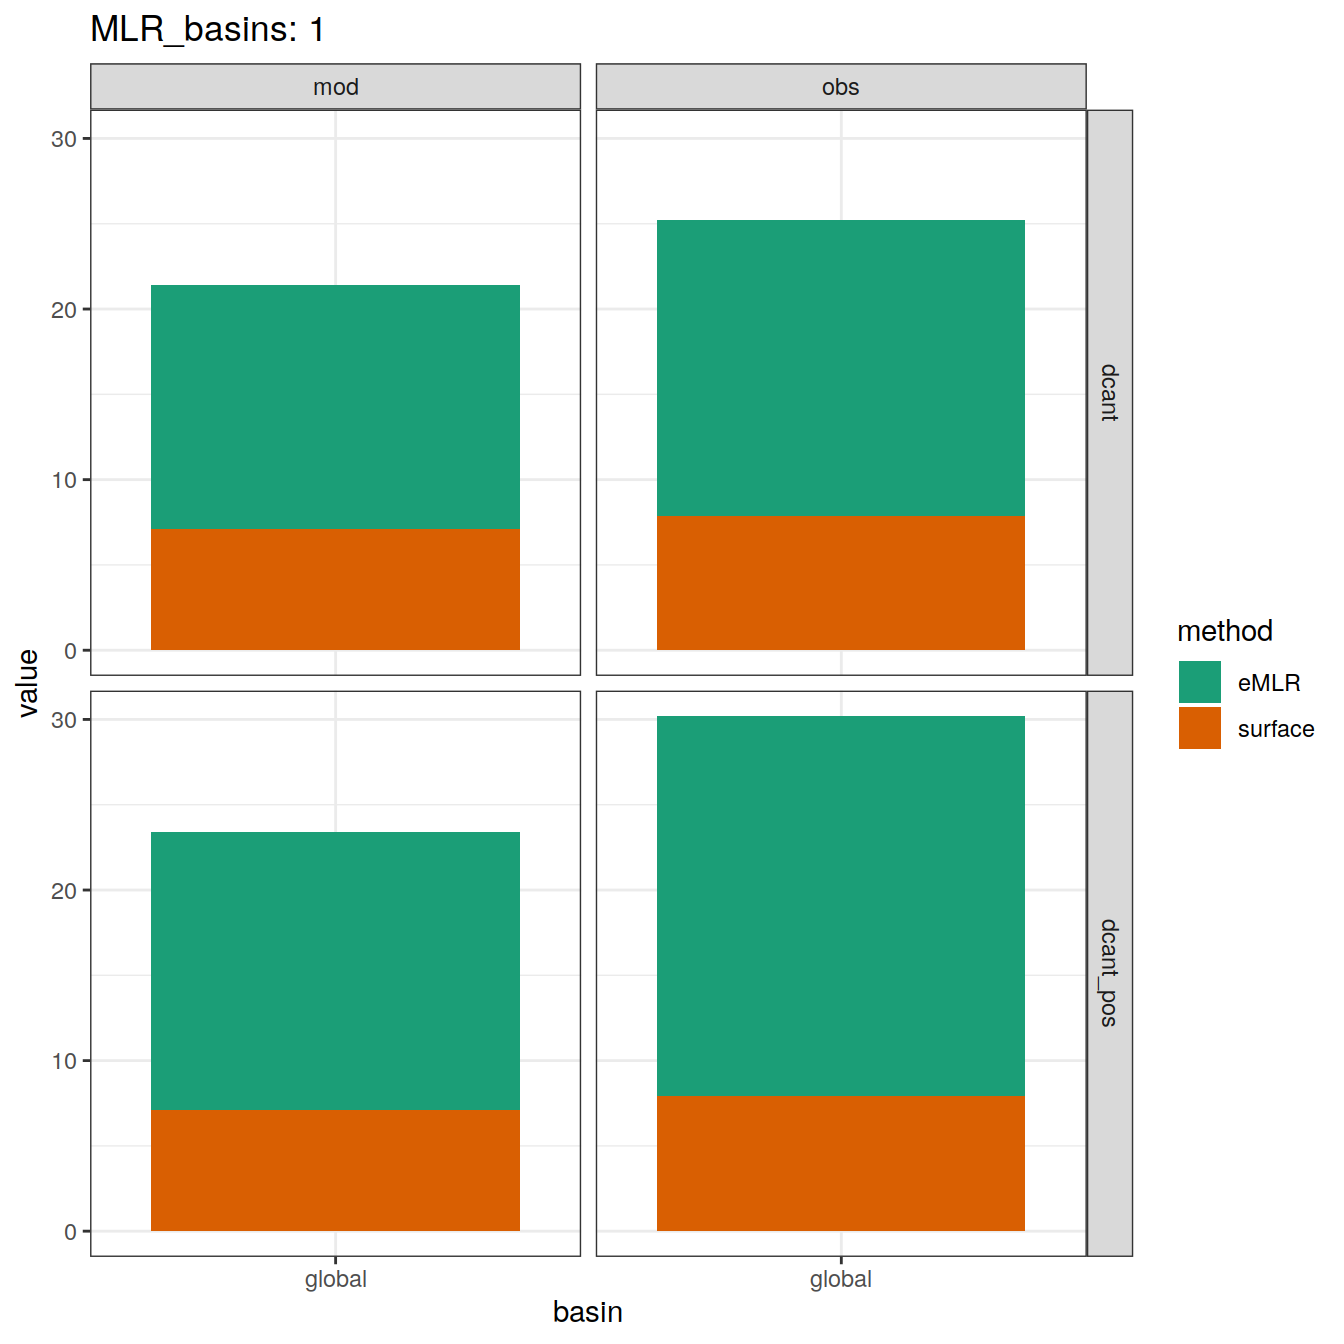 MLR_basins: 1
mod
obs
30
20
10
0
dcant
30
20
10
0
dcant_pos
value
global
global
basin
method
eMLR
surface